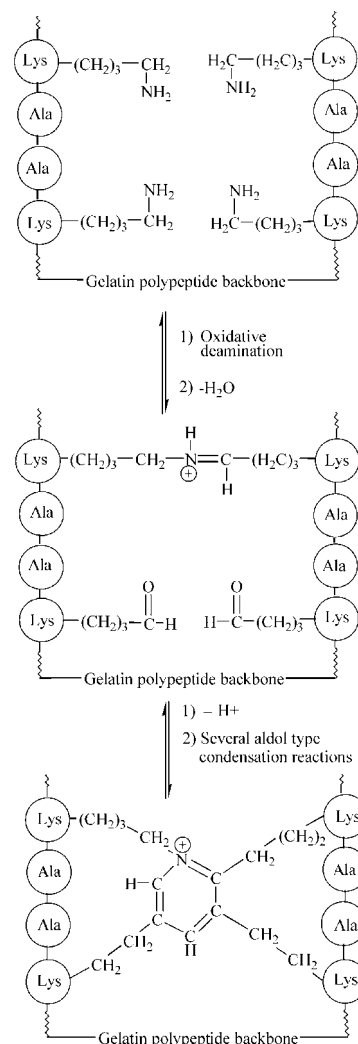 Lys (CH2)3 CH2 H2C (H2C)3 Lys
NH2 NH2
Ala Ala
Ala Ala
NH2 NH2
Lys (CH2)3 CH2 H2C (CH2)3 Lys
Gelatin polypeptide backbone
1) Oxidative
deamination
2) -H2O
H
Lys (CH2)3 CH2 N C (H2C)3 Lys
+ H
Ala Ala
Ala Ala
O O
Lys (CH2)3 C H H C (CH2)3 Lys
Gelatin polypeptide backbone
1) – H+
2) Several aldol type
condensation reactions
Lys (CH2)3 (CH2)2 Lys
CH2 + CH2
N
Ala H C C Ala
C C
Ala CH2 C CH2 Ala
H
Lys CH2 CH2 Lys
Gelatin polypeptide backbone